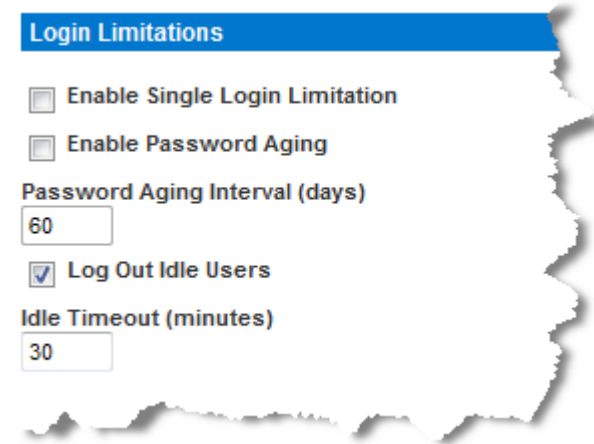 Login Limitations
Enable Single Login Limitation
Enable Password Aging
Password Aging Interval (days)
60
Log Out Idle Users
Idle Timeout (minutes)
30